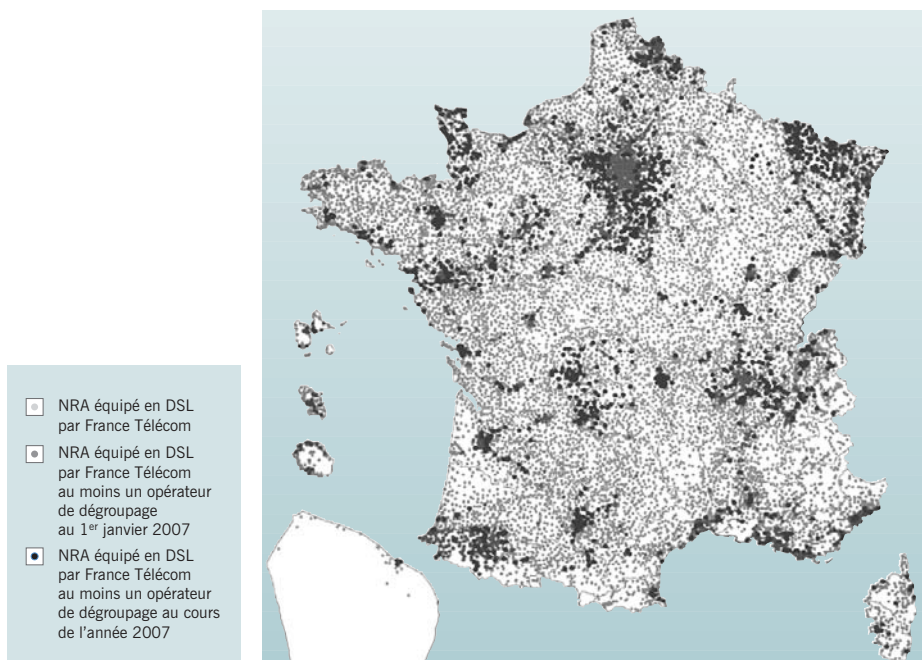 NRA équipé en DSL
par France Télécom
NRA équipé en DSL
par France Télécom
au moins un opérateur
de dégroupage
au 1er janvier 2007
NRA équipé en DSL
par France Télécom
au moins un opérateur
de dégroupage au cours
de l'année 2007